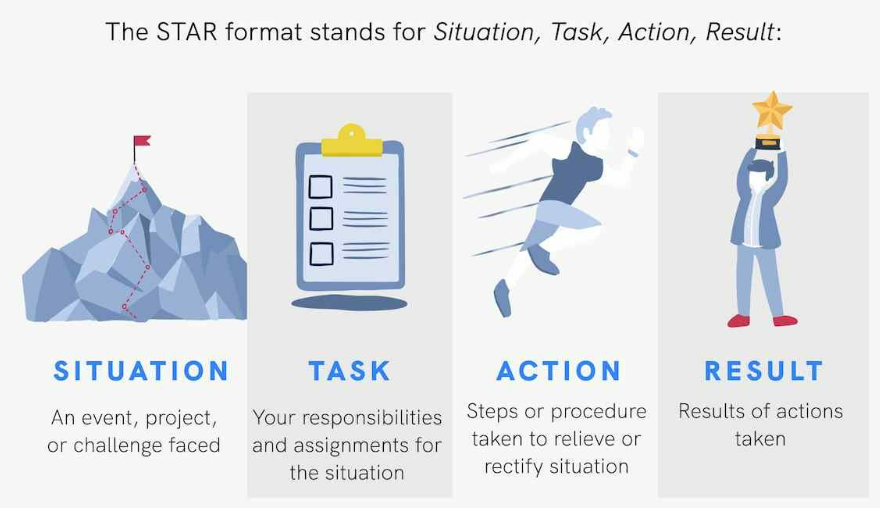 The STAR format stands for Situation, Task, Action, Result:
SITUATION
An event, project,
or challenge faced
TASK
Your responsibilities
and assignments for
the situation
ACTION
Steps or procedure
taken to relieve or
rectify situation
RESULT
Results of actions
taken